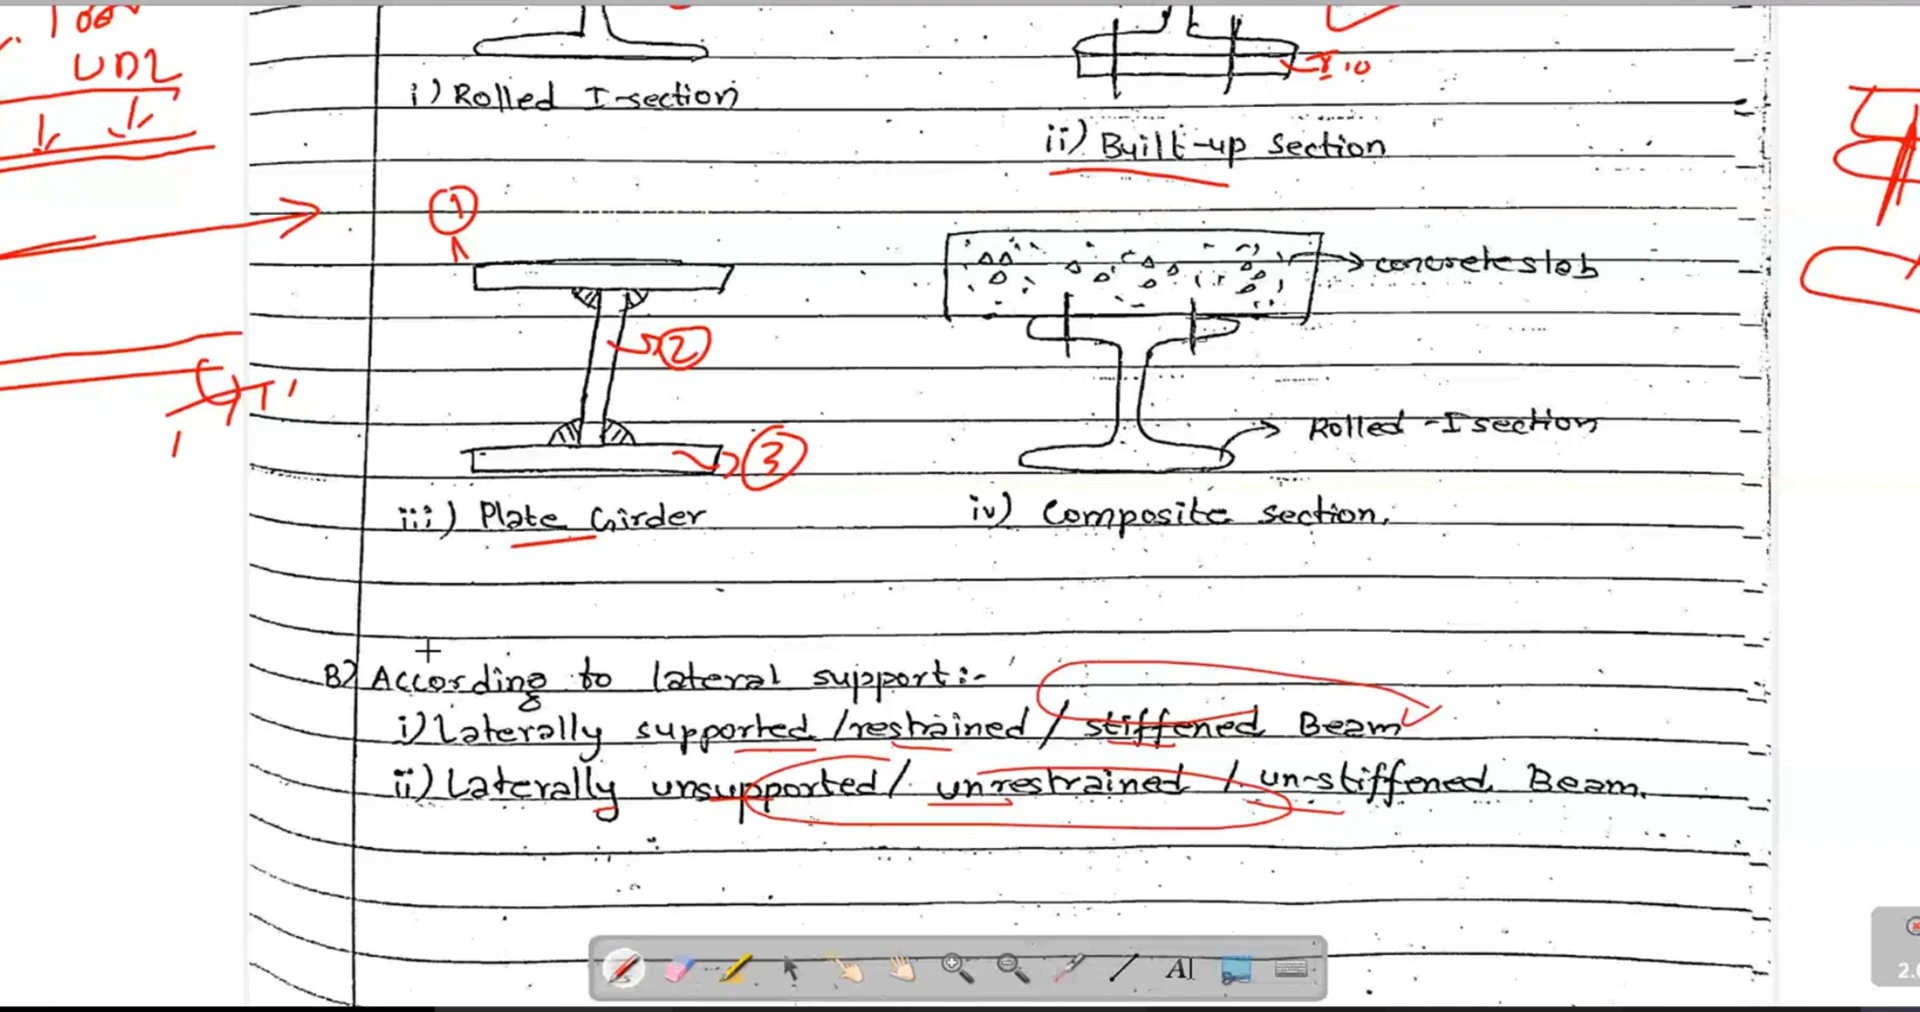 UDL
i) Rolled I-section
ii) Built-up section
①
concrete slab
②
Rolled -I section
③
iii) Plate Girder
iv) Composite section.
B) According to lateral support:-
i) Laterally supported /restrained / stiffened Beam
ii) Laterally unsupported / unrestrained / un-stiffened Beam.
AI